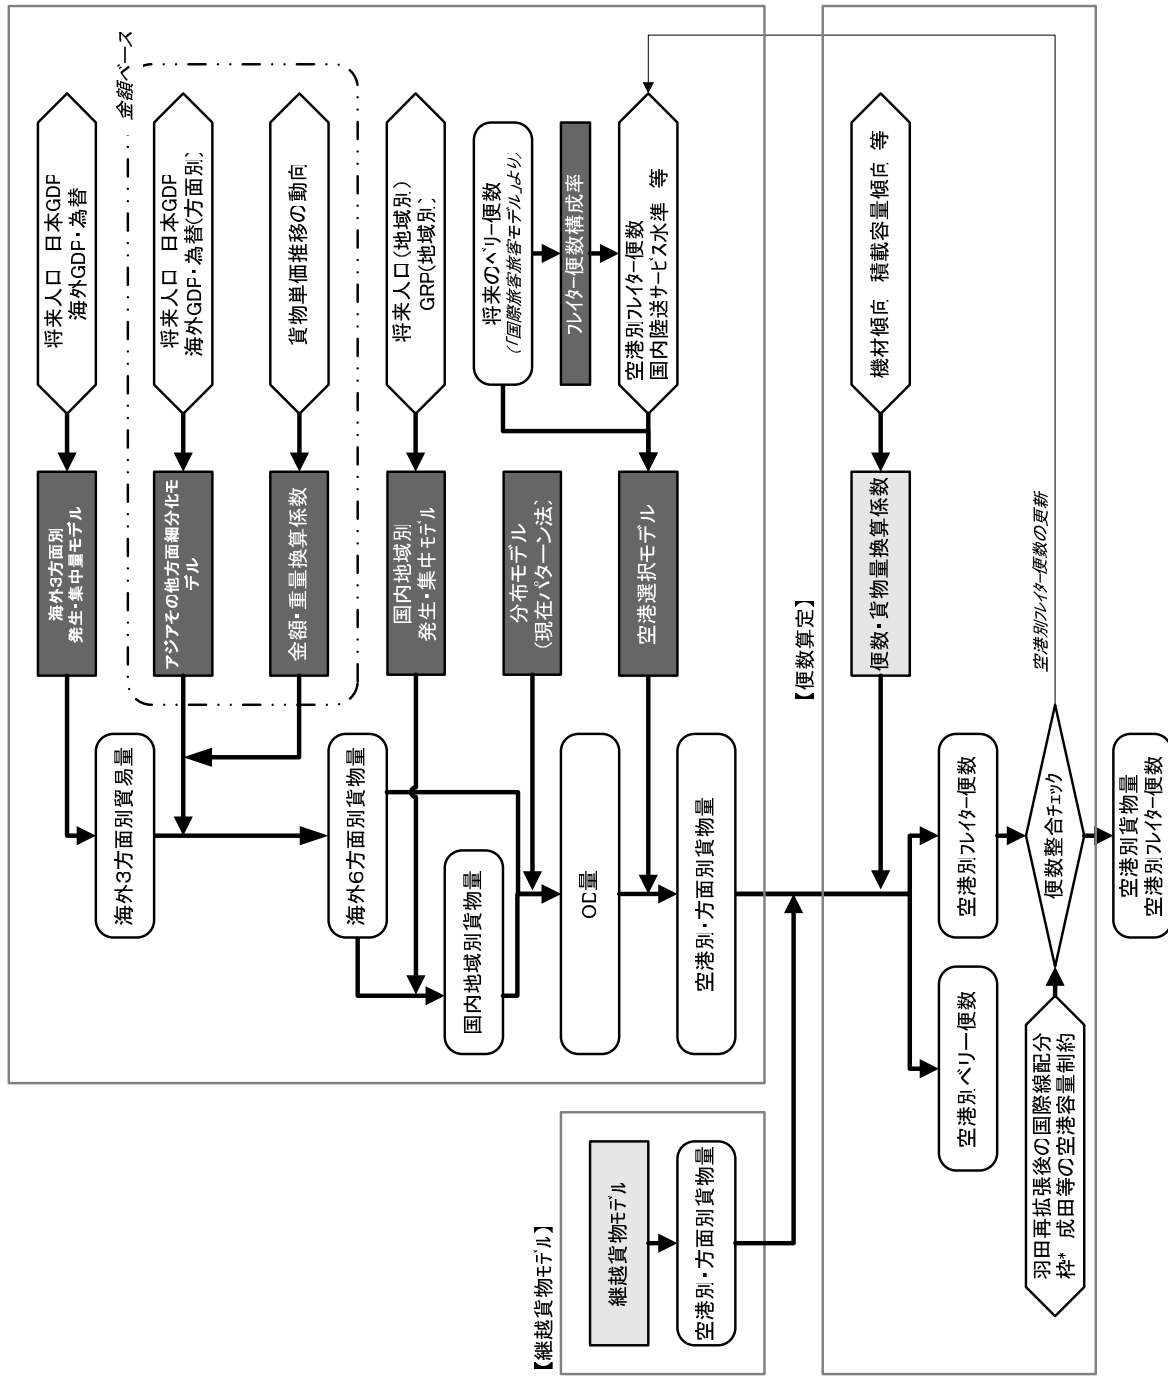 金額ベース
将来人口　日本GDP
海外GDP・為替
将来人口　日本GDP
海外GDP・為替(方面別)
貨物単価推移の動向
将来人口(地域別)
GRP(地域別)
将来のベリー便数
(「国際旅客旅客モデル」より)
フレイター便数構成率
空港別フレイター便数
国内陸送サービス水準　等
機材傾向　積載容量傾向　等
海外3方面別
発生・集中量モデル
アジアその他方面細分化モ
デル
金額・重量換算係数
国内地域別
発生・集中モデル
分布モデル
(現在パターン法)
空港選択モデル
【便数算定】
便数・貨物量換算係数
空港別フレイター便数の更新
海外3方面別貿易量
海外6方面別貨物量
国内地域別貨物量
OD量
空港別・方面別貨物量
空港別フレイター便数
便数整合チェック
空港別貨物量
空港別フレイター便数
空港別ベリー便数
羽田再拡張後の国際線配分
枠*　成田等の空港容量制約
【継越貨物モデル】
継越貨物モデル
空港別・方面別貨物量